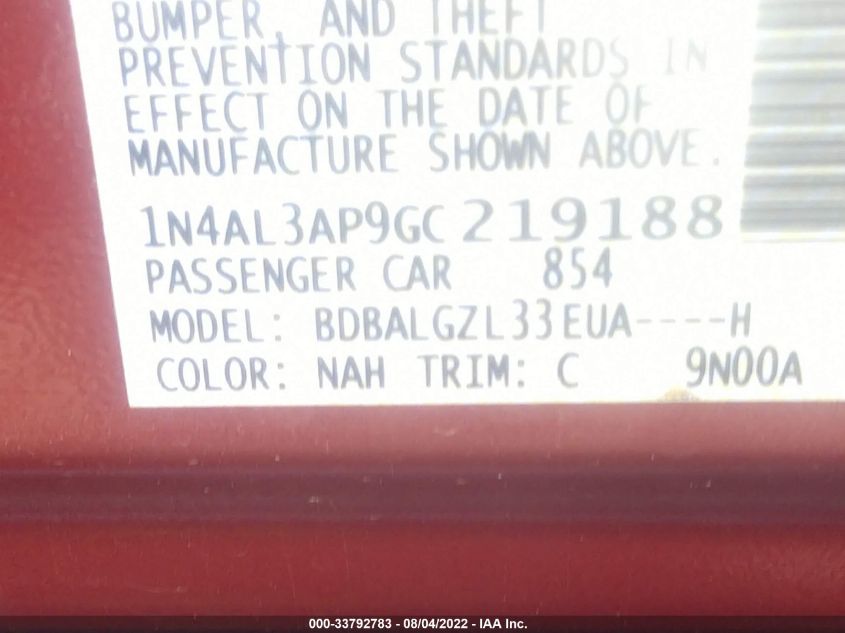 BUMPER, AND THEFT
PREVENTION STANDARDS IN
EFFECT ON THE DATE OF
MANUFACTURE SHOWN ABOVE.
1N4AL3AP9GC219188
PASSENGER CAR 854
MODEL: BDBALGZL33EUA----H
COLOR: NAH TRIM: C 9N00A
000-33792783 - 08/04/2022 - IAA Inc.